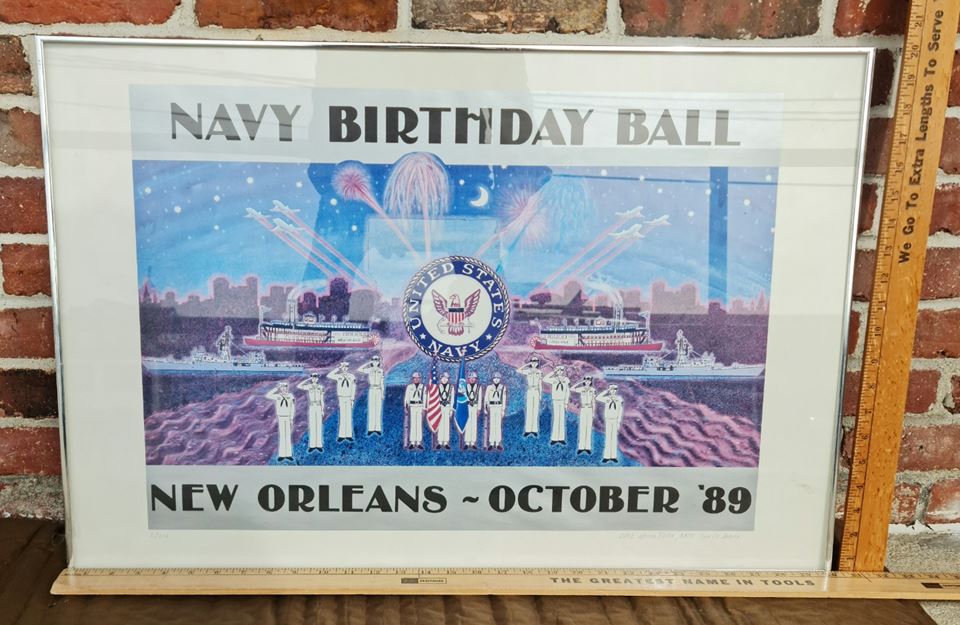 NAVY BIRTHDAY BALL
UNITED STATES
★ NAVY ★
NEW ORLEANS ~ OCTOBER '89
THE GREATEST NAME IN TOOLS
We Go To Extra Lengths To Serve